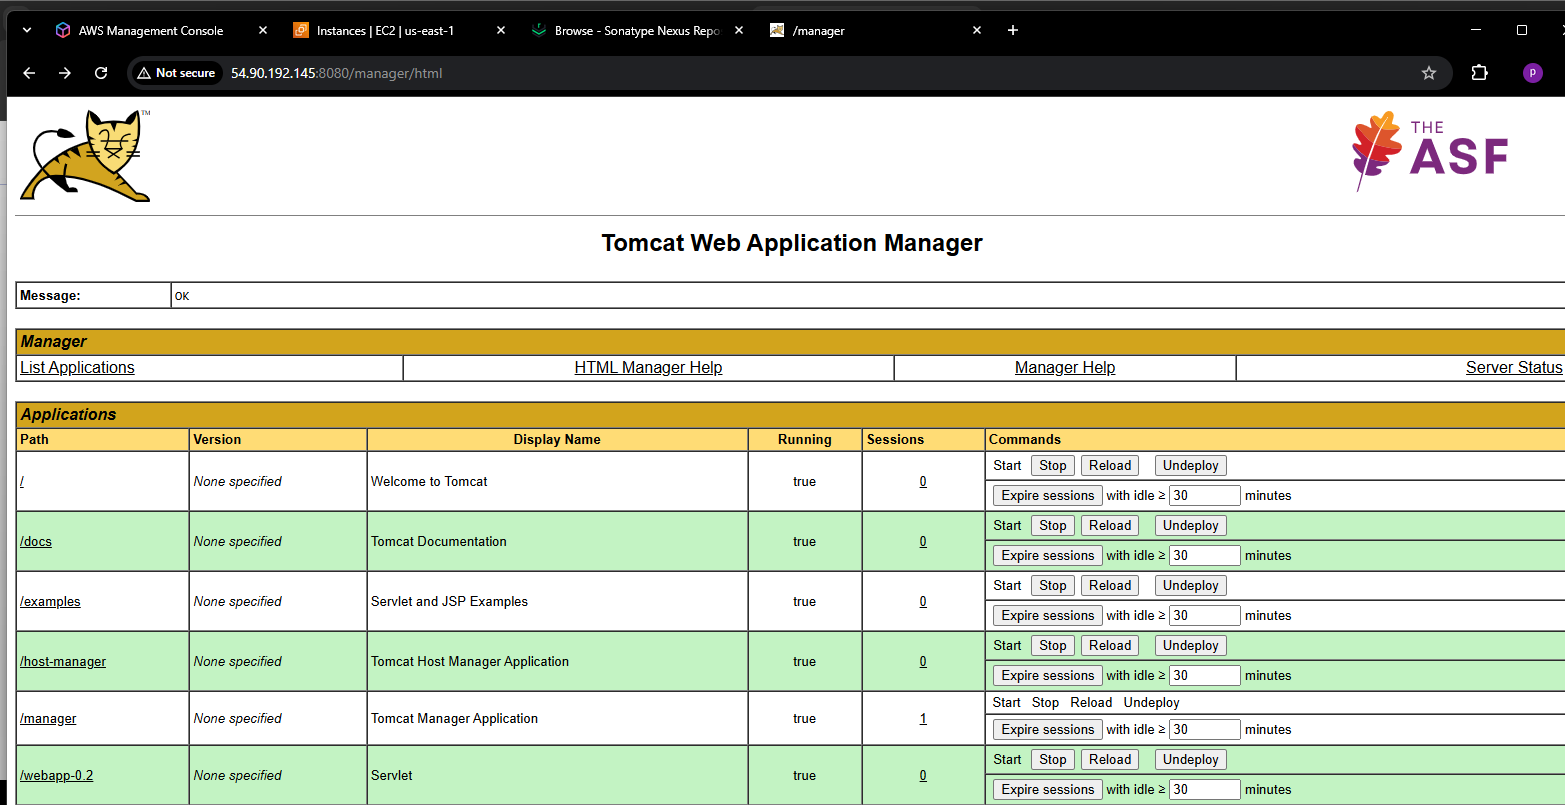 AWS Management Console
Instances | EC2 | us-east-1
Browse - Sonatype Nexus Repo
/manager
Not secure 54.90.192.145:8080/manager/html
P
TM
THE
ASF
Tomcat Web Application Manager
Message: OK
Manager
List Applications HTML Manager Help Manager Help Server Status
Applications
Path Version Display Name Running Sessions Commands
/ None specified Welcome to Tomcat true 0 Start Stop Reload Undeploy
Expire sessions with idle ≥ 30 minutes
/docs None specified Tomcat Documentation true 0 Start Stop Reload Undeploy
Expire sessions with idle ≥ 30 minutes
/examples None specified Servlet and JSP Examples true 0 Start Stop Reload Undeploy
Expire sessions with idle ≥ 30 minutes
/host-manager None specified Tomcat Host Manager Application true 0 Start Stop Reload Undeploy
Expire sessions with idle ≥ 30 minutes
/manager None specified Tomcat Manager Application true 1 Start Stop Reload Undeploy
Expire sessions with idle ≥ 30 minutes
/webapp-0.2 None specified Servlet true 0 Start Stop Reload Undeploy
Expire sessions with idle ≥ 30 minutes